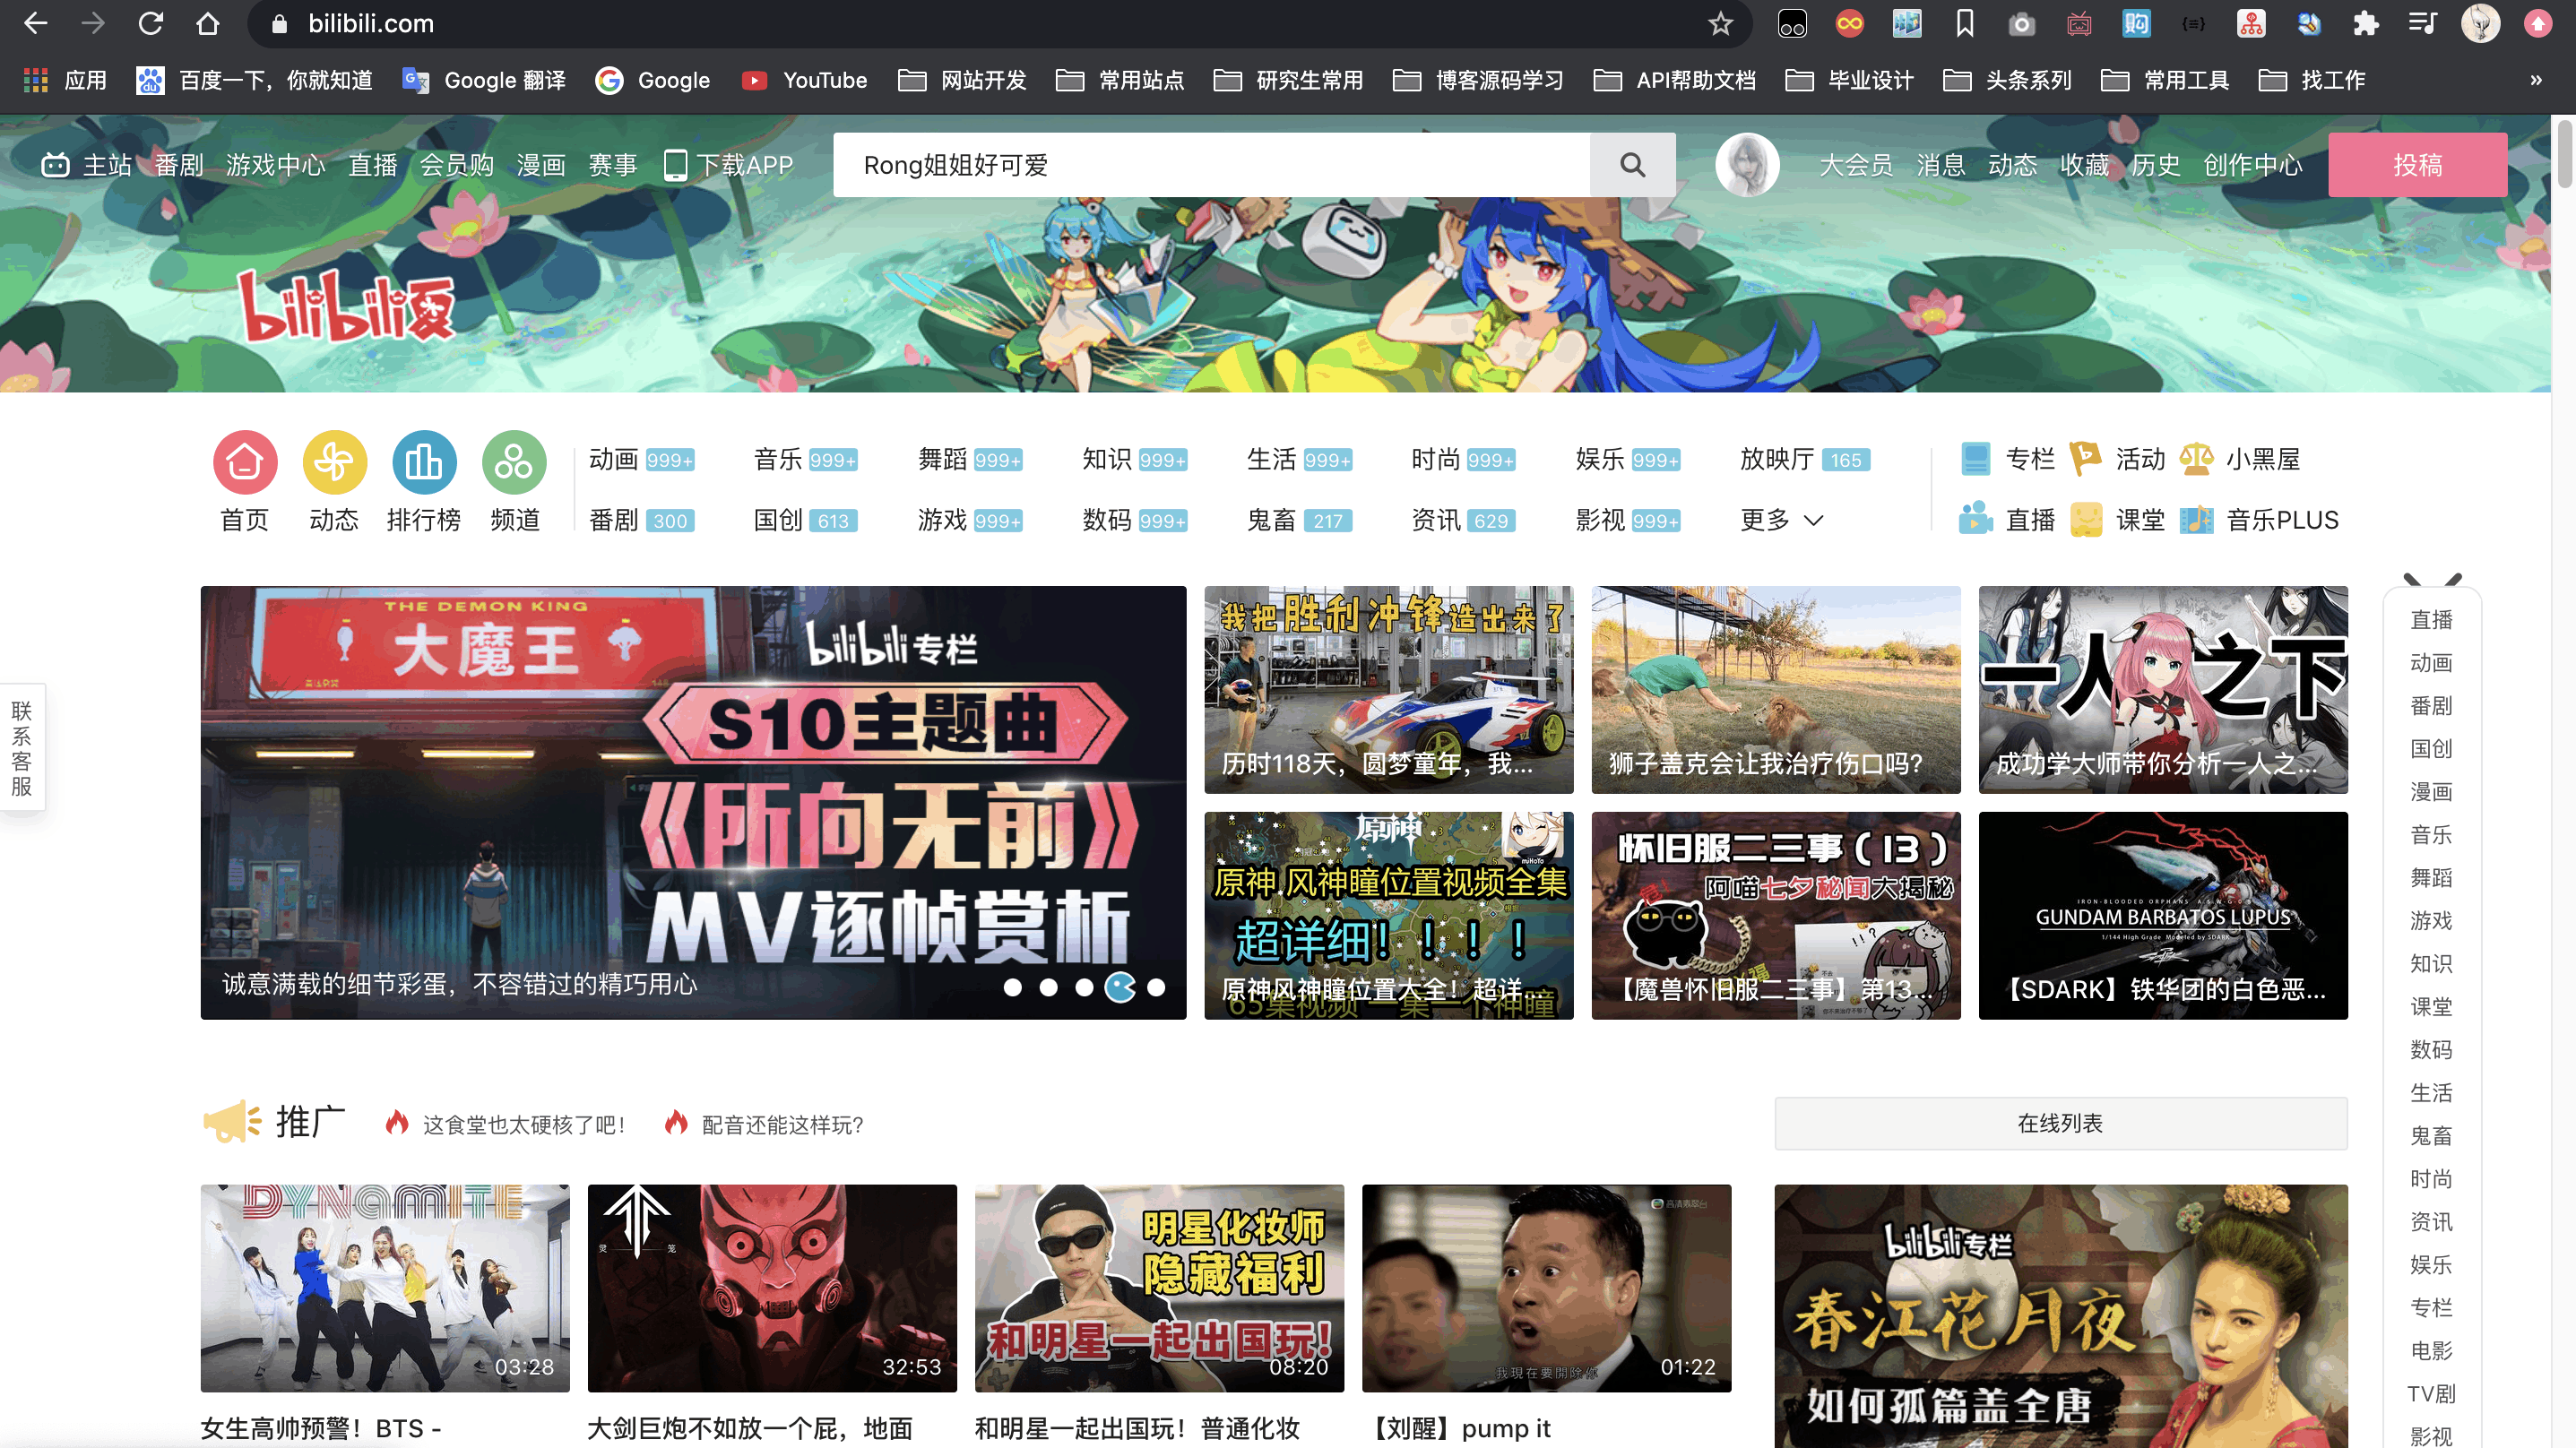 bilibili.com
应用 百度一下，你就知道 Google 翻译 Google YouTube 网站开发 常用站点 研究生常用 博客源码学习 API帮助文档 毕业设计 头条系列 常用工具 找工作 »
主站 番剧 游戏中心 直播 会员购 漫画 赛事 下载APP Rong姐姐好可爱 大会员 消息 动态 收藏 历史 创作中心 投稿
bilibili夏
动画 999+ 音乐 999+ 舞蹈 999+ 知识 999+ 生活 999+ 时尚 999+ 娱乐 999+ 放映厅 165 专栏 活动 小黑屋
首页 动态 排行榜 频道 番剧 300 国创 613 游戏 999+ 数码 999+ 鬼畜 217 资讯 629 影视 999+ 更多 直播 课堂 音乐PLUS
THE DEMON KING
大魔王
bilibili专栏
S10主题曲
《所向无前》
MV逐帧赏析
诚意满载的细节彩蛋，不容错过的精巧用心
我把胜利冲锋造出来了
历时118天，圆梦童年，我...
狮子盖克会让我治疗伤口吗?
一人之下
成功学大师带你分析一人之...
原神
miHoYo
原神 风神瞳位置视频全集
超详细！！！！
原神风神瞳位置大全！超详...
65集视频 一集一个神瞳
怀旧服二三事（13）
阿喵七夕秘闻大揭秘
【魔兽怀旧服二三事】第13...
IRON-BLOODED ORPHANS
GUNDAM BARBATOS LUPUS
1/144 High Grade Modeled by SDARK
【SDARK】铁华团的白色恶...
联系客服
直播
动画
番剧
国创
漫画
音乐
舞蹈
游戏
知识
课堂
数码
生活
鬼畜
时尚
资讯
娱乐
专栏
电影
TV剧
影视
推广 这食堂也太硬核了吧！ 配音还能这样玩?
在线列表
DYNAMITE
03:28
灵 笼
32:53
明星化妆师
隐藏福利
和明星一起出国玩!
08:20
我現在要開除你
01:22
bilibili专栏
春江花月夜
如何孤篇盖全唐
女生高帅预警！BTS -
大剑巨炮不如放一个屁，地面
和明星一起出国玩！普通化妆
【刘醒】pump it